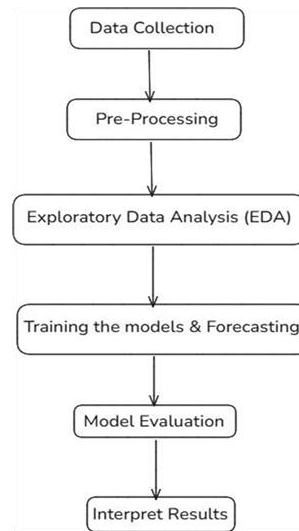 Data Collection
Pre-Processing
Exploratory Data Analysis (EDA)
Training the models & Forecasting
Model Evaluation
Interpret Results